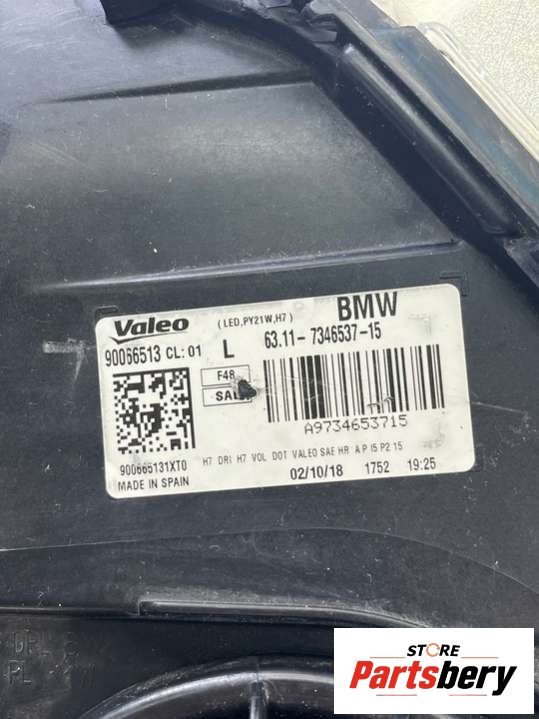 Valeo (LED,PY21W,H7) BMW
90066513 CL:01 L 63.11-7346537-15
F48
A9734653715
900665131XT0 H7 DRL H7 VOL DOT VALEO SAE HR P I5 P2 15
MADE IN SPAIN 02/10/18 1752 19:25
STORE
Partsbery